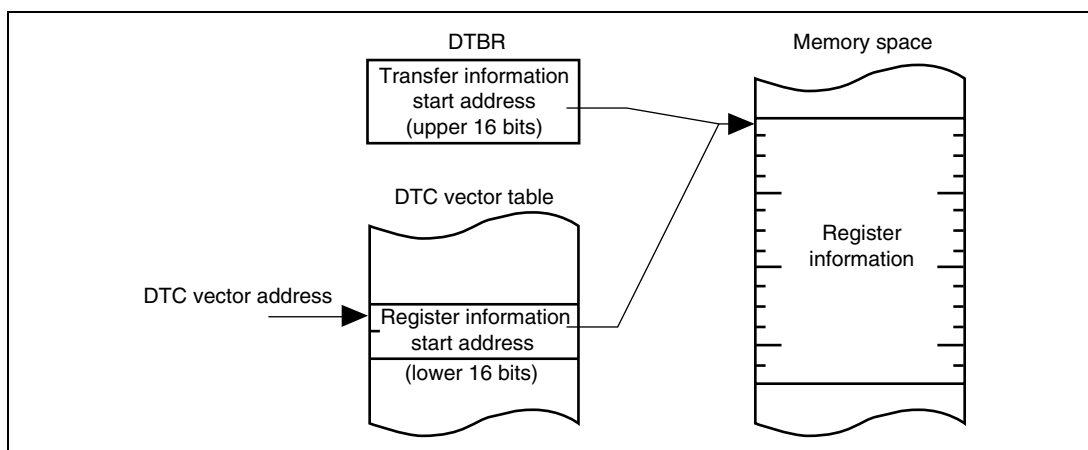 DTBR
Transfer information
start address
(upper 16 bits)
Memory space
DTC vector table
DTC vector address
Register information
start address
(lower 16 bits)
Register
information